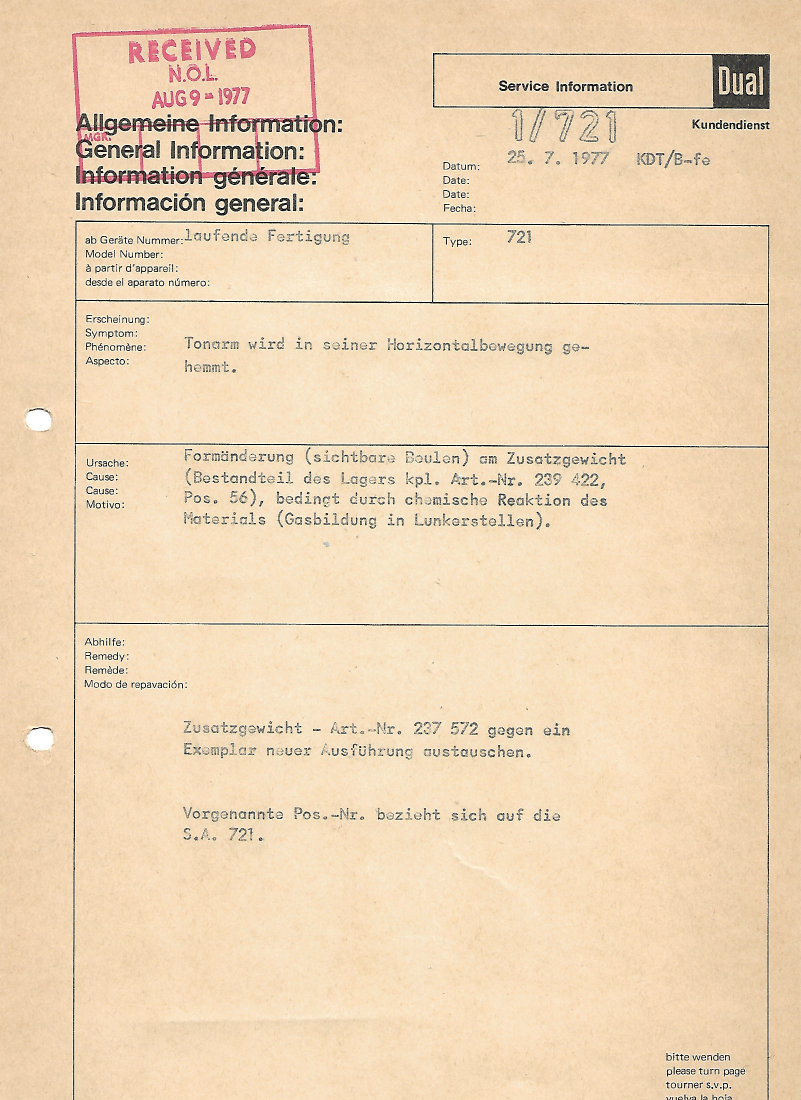 RECEIVED
N.O.L.
AUG 9 - 1977
MGR.
Service Information
Dual
Allgemeine Information:
General Information:
Information générale:
Información general:
1/721
Kundendienst
Datum: 25. 7. 1977 KDT/B-fe
Date:
Date:
Fecha:
ab Geräte Nummer: laufende Fertigung
Model Number:
à partir d'appareil:
desde el aparato número:
Type: 721
Erscheinung:
Symptom:
Phénomène:
Aspecto:
Tonarm wird in seiner Horizontalbewegung ge-
hemmt.
Ursache:
Cause:
Cause:
Motivo:
Formänderung (sichtbare Beulen) am Zusatzgewicht
(Bestandteil des Lagers kpl. Art.-Nr. 239 422,
Pos. 56), bedingt durch chemische Reaktion des
Materials (Gasbildung in Lunkerstellen).
Abhilfe:
Remedy:
Remède:
Modo de repavación:
Zusatzgewicht - Art.-Nr. 237 572 gegen ein
Exemplar neuer Ausführung austauschen.
Vorgenannte Pos.-Nr. bezieht sich auf die
S.A. 721.
bitte wenden
please turn page
tourner s.v.p.
vuelva la hoja